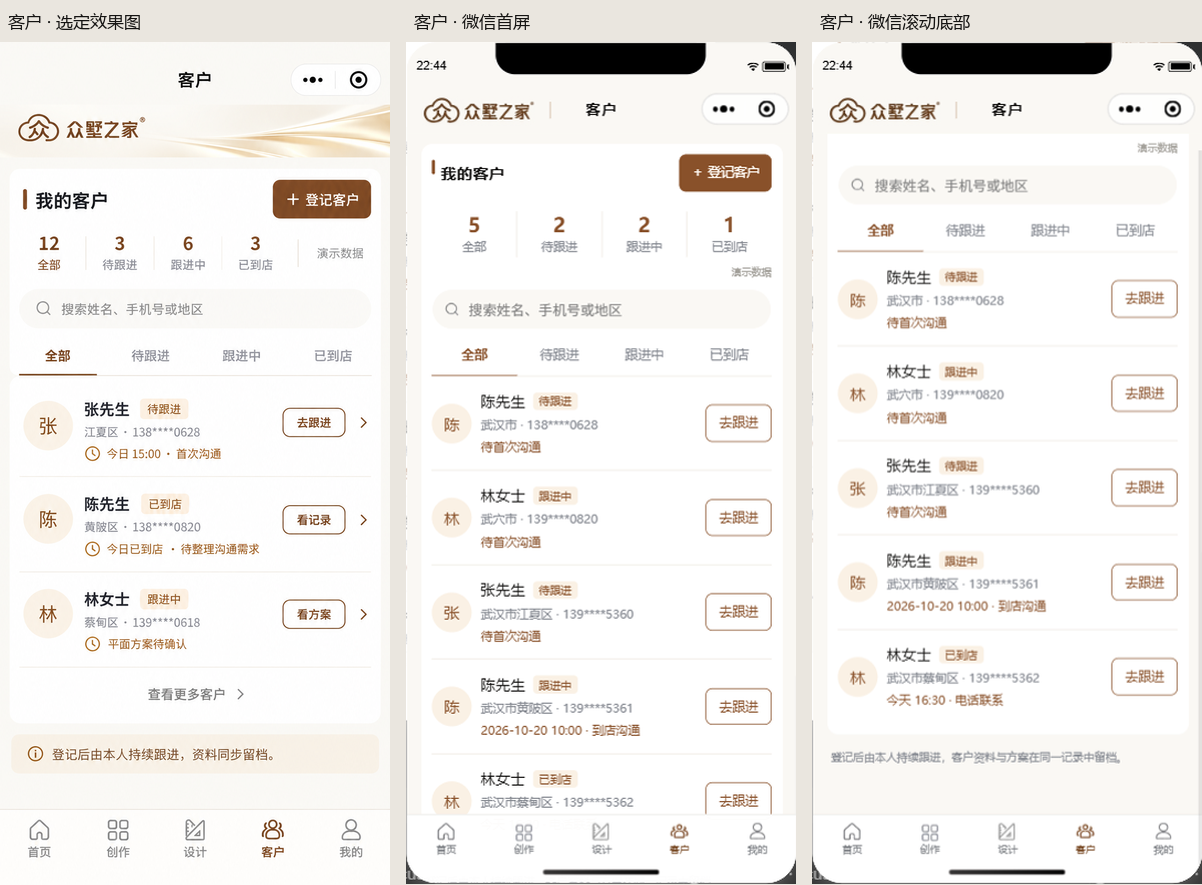 客户 · 选定效果图
客户
众墅之家®
我的客户
+ 登记客户
12
全部
3
待跟进
6
跟进中
3
已到店
演示数据
搜索姓名、手机号或地区
全部 待跟进 跟进中 已到店
张
张先生 待跟进
江夏区 · 138****0628
今日 15:00 · 首次沟通
去跟进
陈
陈先生 已到店
黄陂区 · 138****0820
今日已到店 · 待整理沟通需求
看记录
林
林女士 跟进中
蔡甸区 · 139****0618
平面方案待确认
看方案
查看更多客户
登记后由本人持续跟进，资料同步留档。
首页 创作 设计 客户 我的
客户 · 微信首屏
22:44
众墅之家® 客户
我的客户
+ 登记客户
5
全部
2
待跟进
2
跟进中
1
已到店
演示数据
搜索姓名、手机号或地区
全部 待跟进 跟进中 已到店
陈
陈先生 待跟进
武汉市 · 138****0628
待首次沟通
去跟进
林
林女士 跟进中
武穴市 · 139****0820
待首次沟通
去跟进
张
张先生 待跟进
武汉市江夏区 · 139****5360
待首次沟通
去跟进
陈
陈先生 跟进中
武汉市黄陂区 · 139****5361
2026-10-20 10:00 · 到店沟通
去跟进
林
林女士 已到店
武汉市蔡甸区 · 139****5362
去跟进
首页 创作 设计 客户 我的
客户 · 微信滚动底部
22:44
众墅之家® 客户
演示数据
搜索姓名、手机号或地区
全部 待跟进 跟进中 已到店
陈
陈先生 待跟进
武汉市 · 138****0628
待首次沟通
去跟进
林
林女士 跟进中
武穴市 · 139****0820
待首次沟通
去跟进
张
张先生 待跟进
武汉市江夏区 · 139****5360
待首次沟通
去跟进
陈
陈先生 跟进中
武汉市黄陂区 · 139****5361
2026-10-20 10:00 · 到店沟通
去跟进
林
林女士 已到店
武汉市蔡甸区 · 139****5362
今天 16:30 · 电话联系
去跟进
登记后由本人持续跟进，客户资料与方案在同一记录中留档。
首页 创作 设计 客户 我的